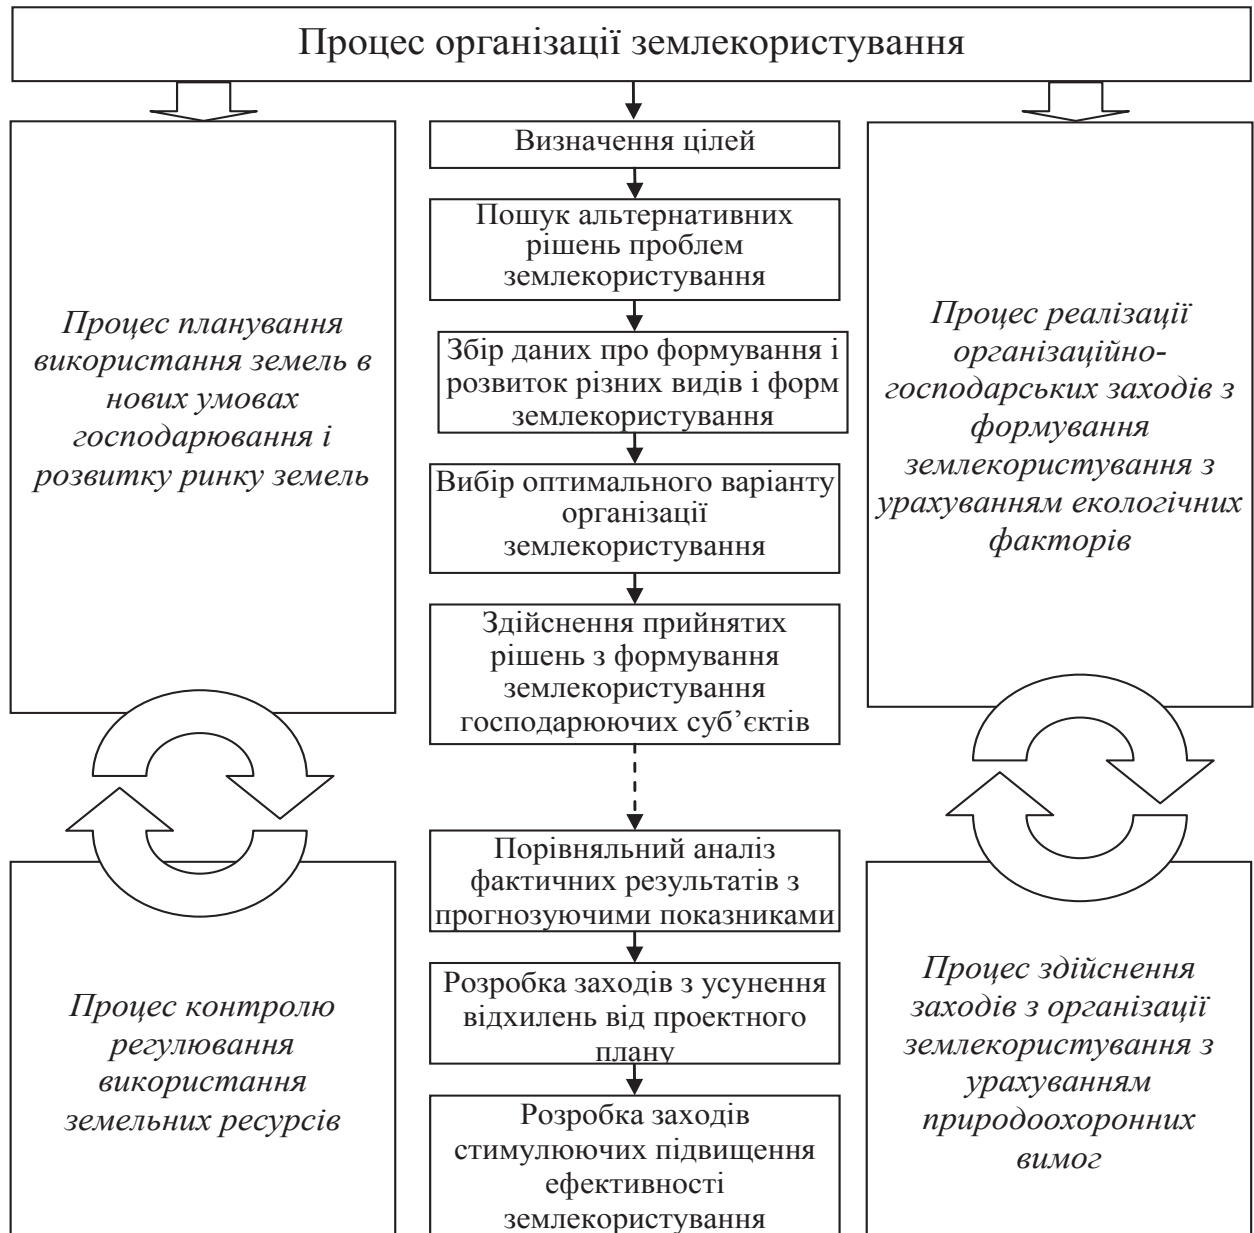 Процес організації землекористування
Процес планування
використання земель в
нових умовах
господарювання і
розвитку ринку земель
Процес контролю
регулювання
використання
земельних ресурсів
Визначення цілей
Пошук альтернативних
рішень проблем
землекористування
Збір даних про формування і
розвиток різних видів і форм
землекористування
Вибір оптимального варіанту
організації
землекористування
Здійснення прийнятих
рішень з формування
землекористування
господарюючих суб’єктів
Порівняльний аналіз
фактичних результатів з
прогнозуючими показниками
Розробка заходів з усунення
відхилень від проектного
плану
Розробка заходів
стимулюючих підвищення
ефективності
землекористування
Процес реалізації
організаційно-
господарських заходів з
формування
землекористування з
урахуванням екологічних
факторів
Процес здійснення
заходів з організації
землекористування з
урахуванням
природоохоронних
вимог